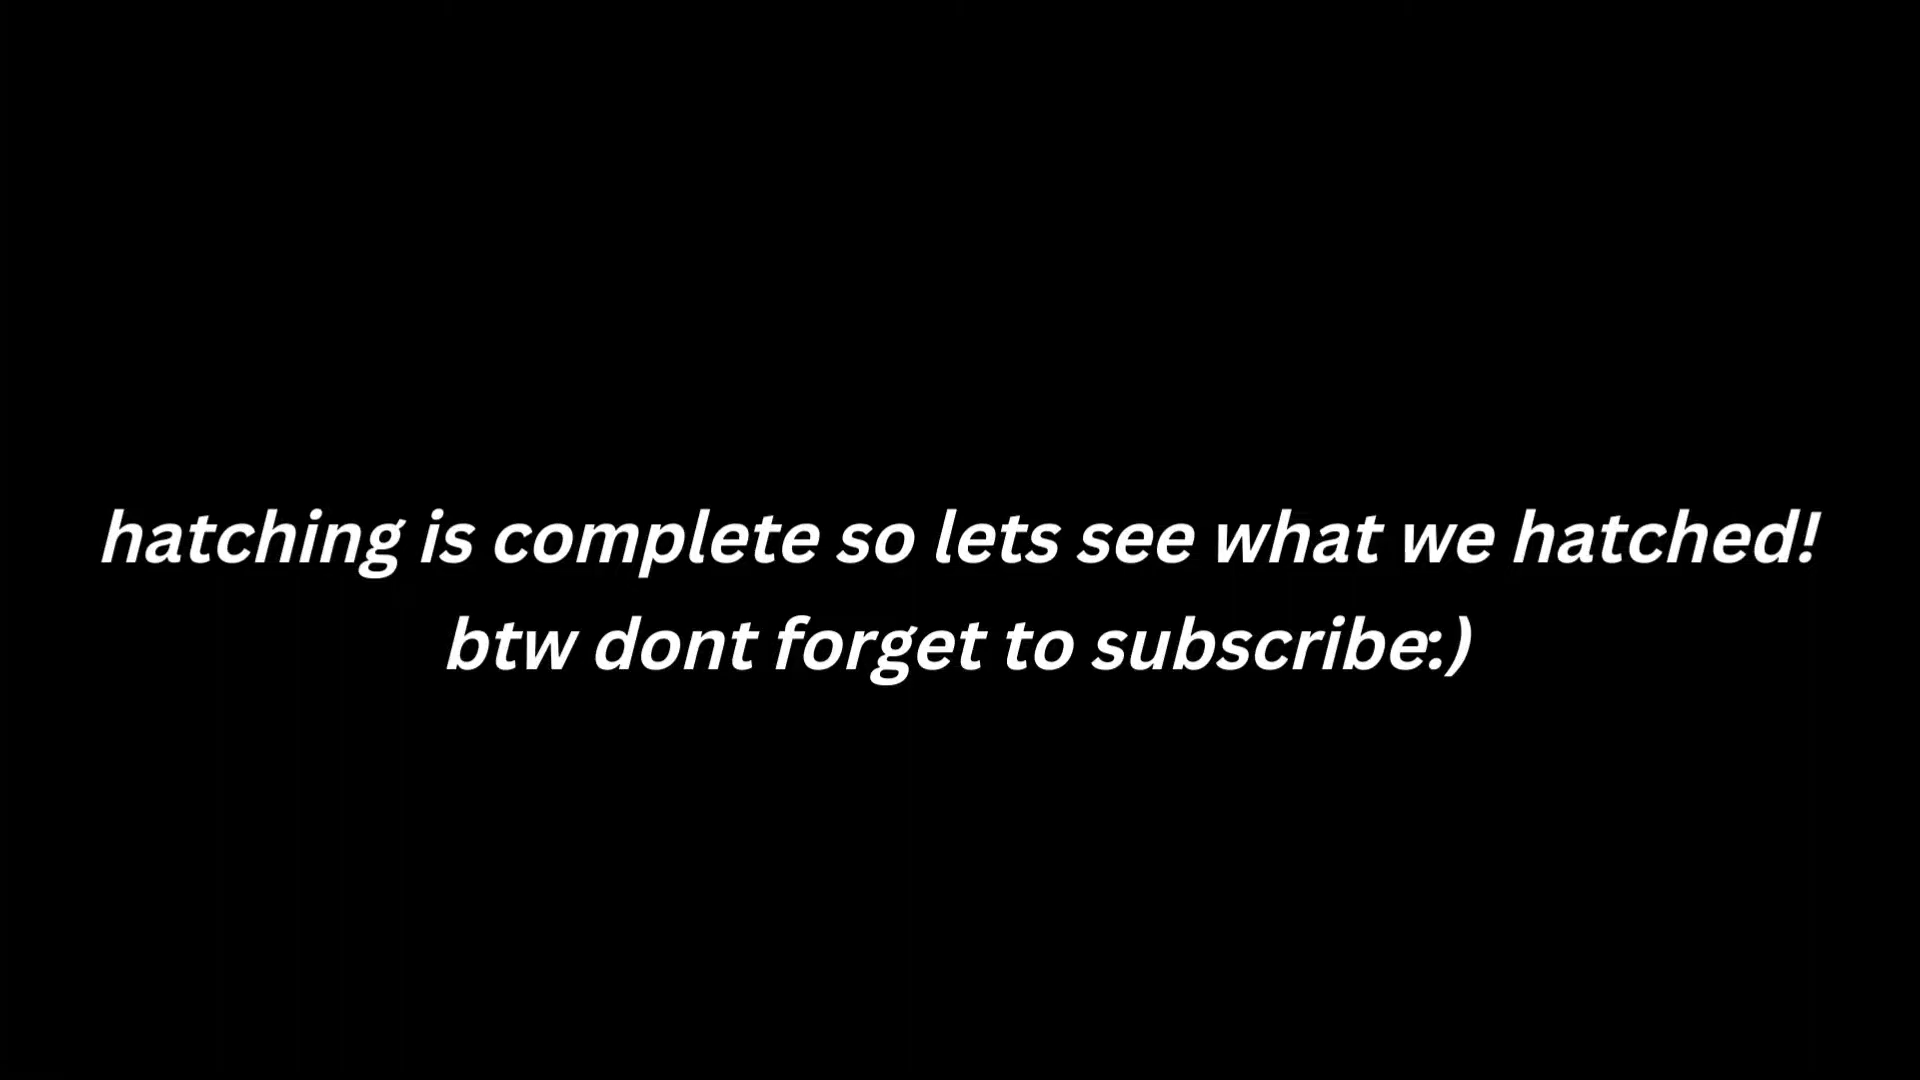 hatching is complete so lets see what we hatched!
btw dont forget to subscribe:)